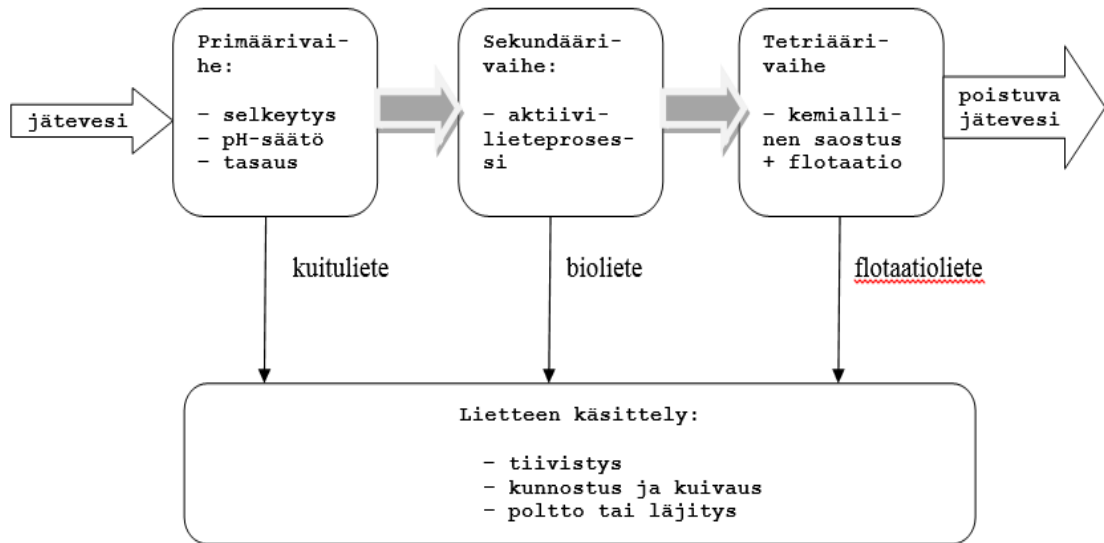 jätevesi
Primäärivai-
he:
- selkeytys
- pH-säätö
- tasaus
Sekundääri-
vaihe:
- aktiivi-
lieteproses-
si
Tetriääri-
vaihe
- kemialli-
nen saostus
+ flotaatio
poistuva
jätevesi
kuituliete
bioliete
flotaatioliete
Lietteen käsittely:
- tiivistys
- kunnostus ja kuivaus
- poltto tai läjitys